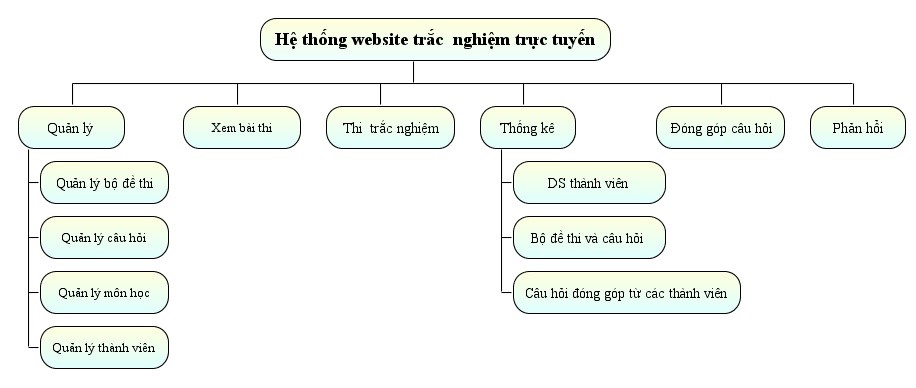 Hệ thống website trắc nghiệm trực tuyến
Quản lý
Xem bài thi
Thi trắc nghiệm
Thống kê
Đóng góp câu hỏi
Phản hồi
Quản lý bộ đề thi
Quản lý câu hỏi
Quản lý môn học
Quản lý thành viên
DS thành viên
Bộ đề thi và câu hỏi
Câu hỏi đóng góp từ các thành viên